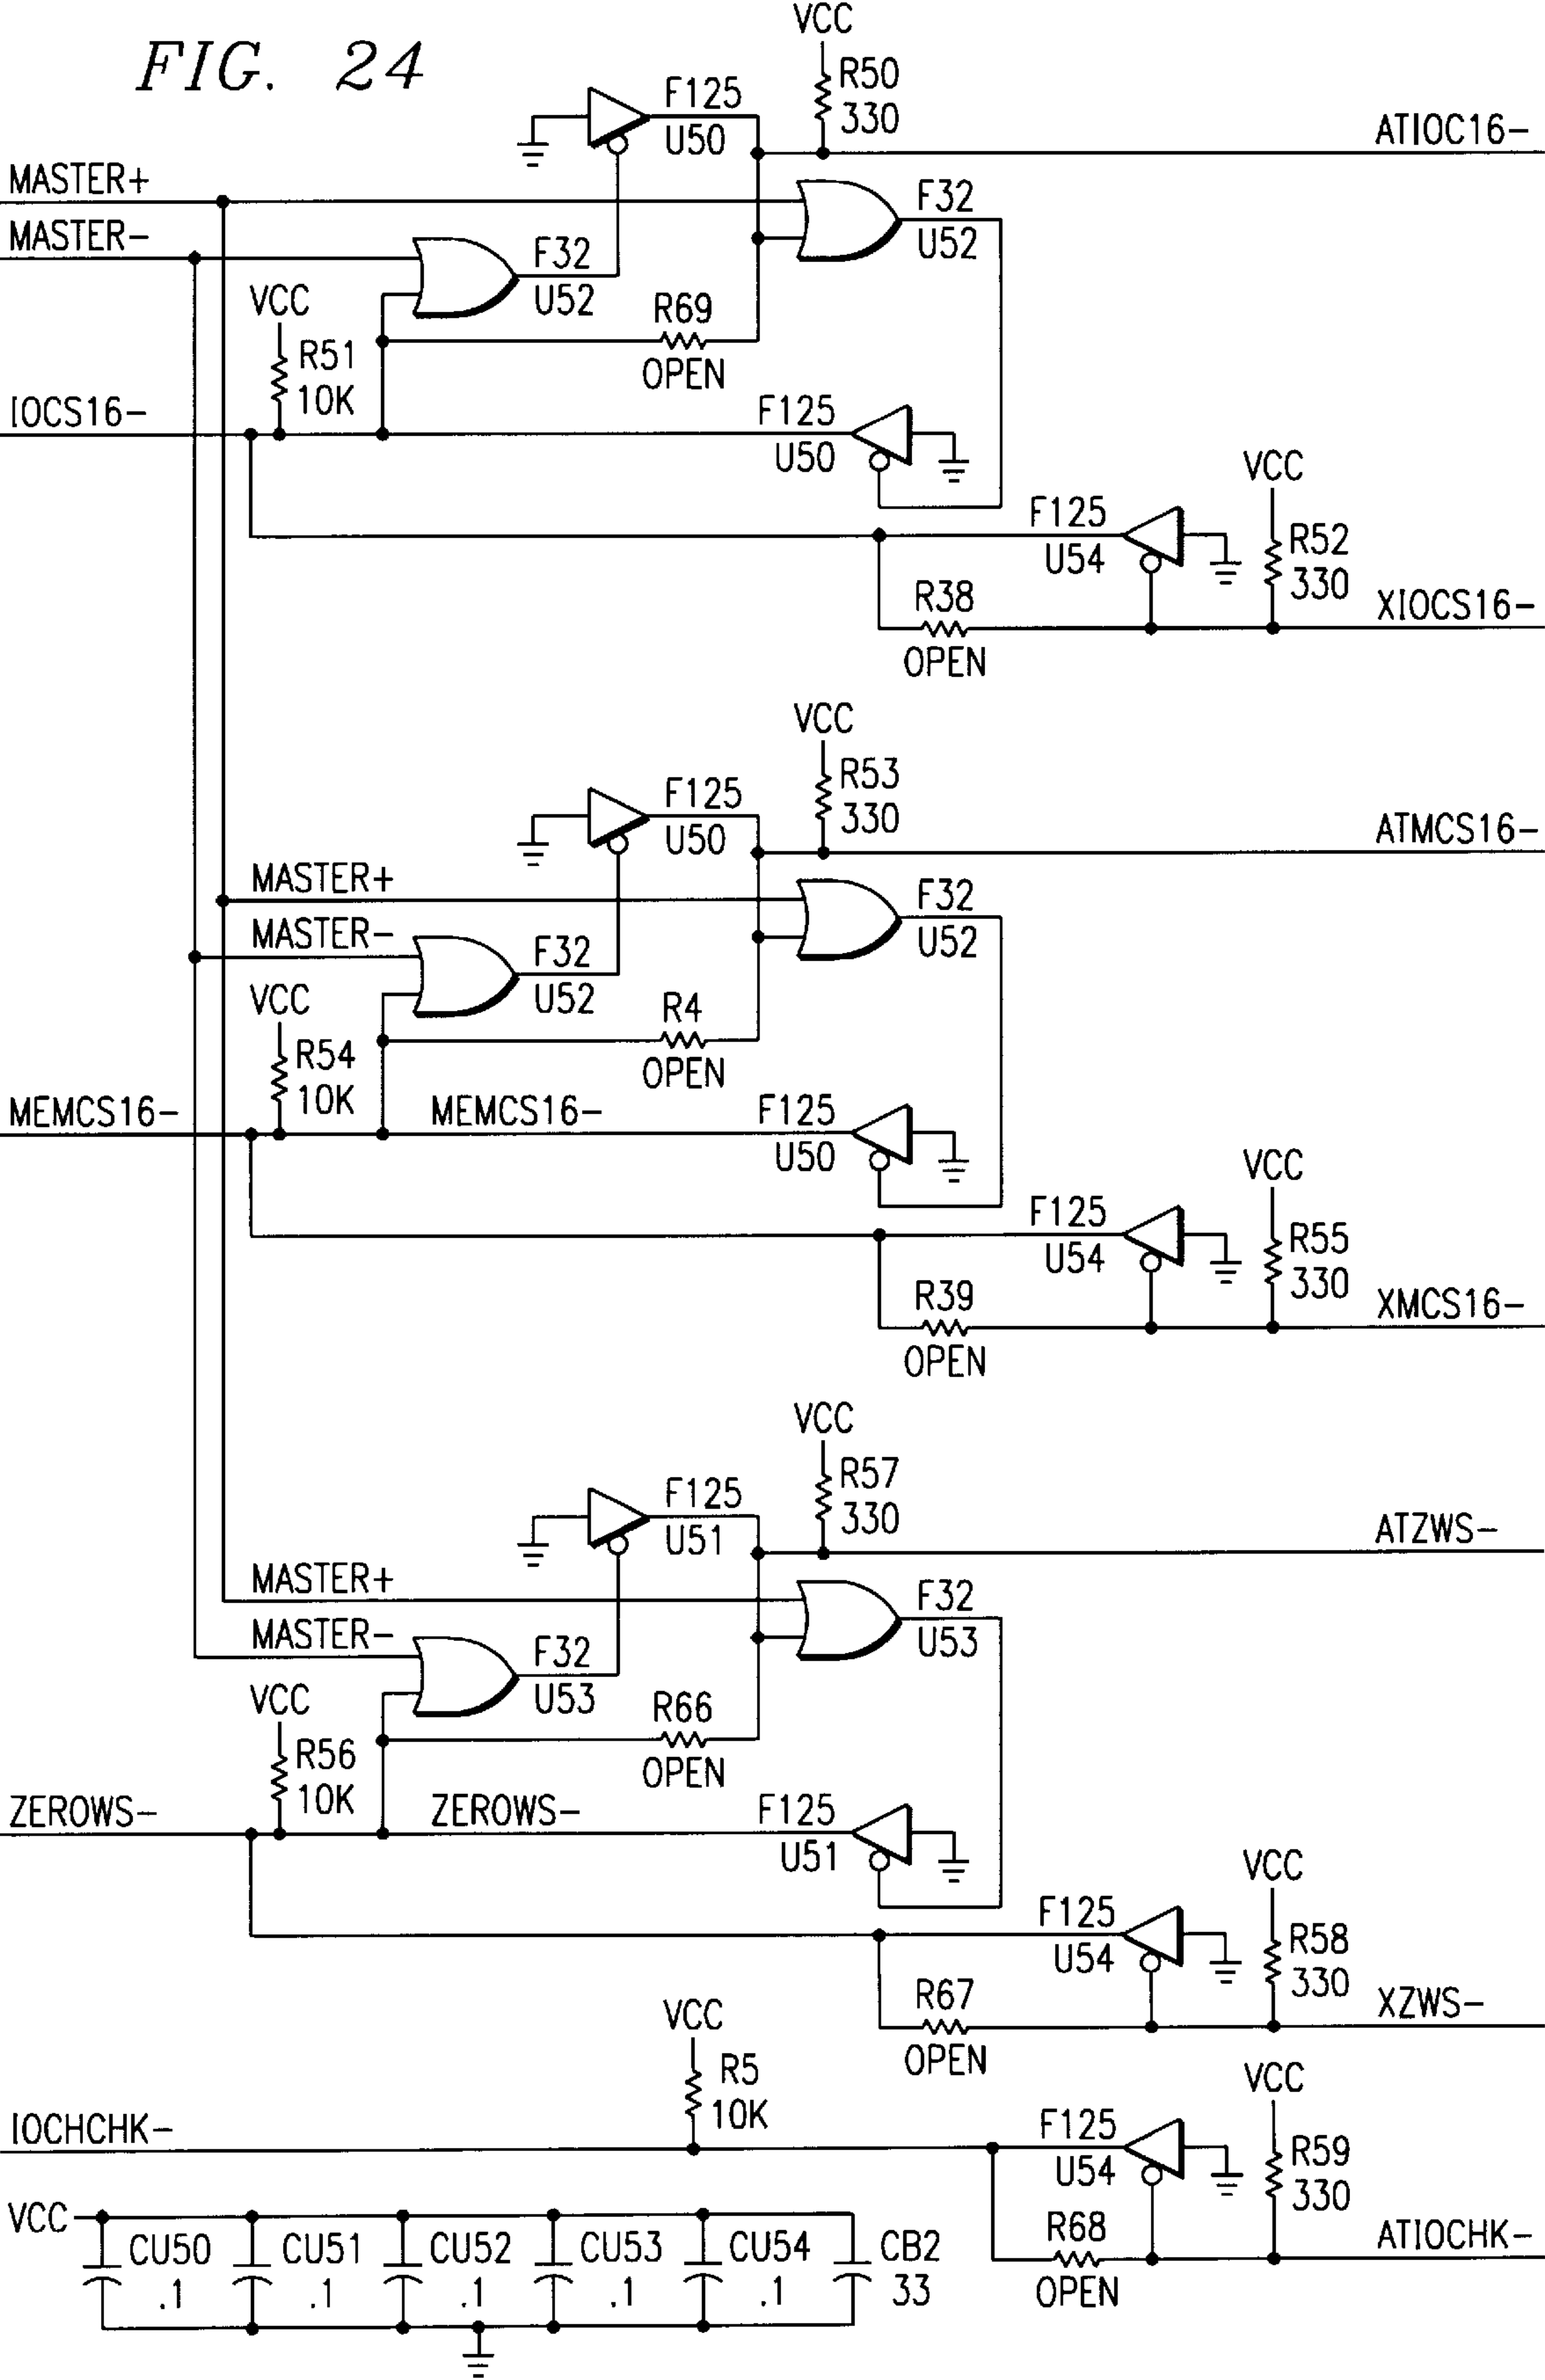 FIG. 24
VCC
R50
330
F125
U50
ATIOC16-
MASTER+
MASTER-
F32
U52
F32
U52
VCC
R51
10K
R69
OPEN
IOCS16-
F125
U50
VCC
F125
U54
R52
330
R38
OPEN
XIOCS16-
VCC
R53
330
F125
U50
ATMCS16-
MASTER+
MASTER-
F32
U52
F32
U52
VCC
R54
10K
R4
OPEN
MEMCS16-
MEMCS16-
F125
U50
VCC
F125
U54
R55
330
R39
OPEN
XMCS16-
VCC
R57
330
F125
U51
ATZWS-
MASTER+
MASTER-
F32
U53
F32
U53
VCC
R56
10K
R66
OPEN
ZEROWS-
ZEROWS-
F125
U51
VCC
F125
U54
R58
330
R67
OPEN
XZWS-
VCC
R5
10K
IOCHCHK-
VCC
F125
U54
R59
330
R68
OPEN
ATIOCHK-
VCC
CU50
.1
CU51
.1
CU52
.1
CU53
.1
CU54
.1
CB2
33